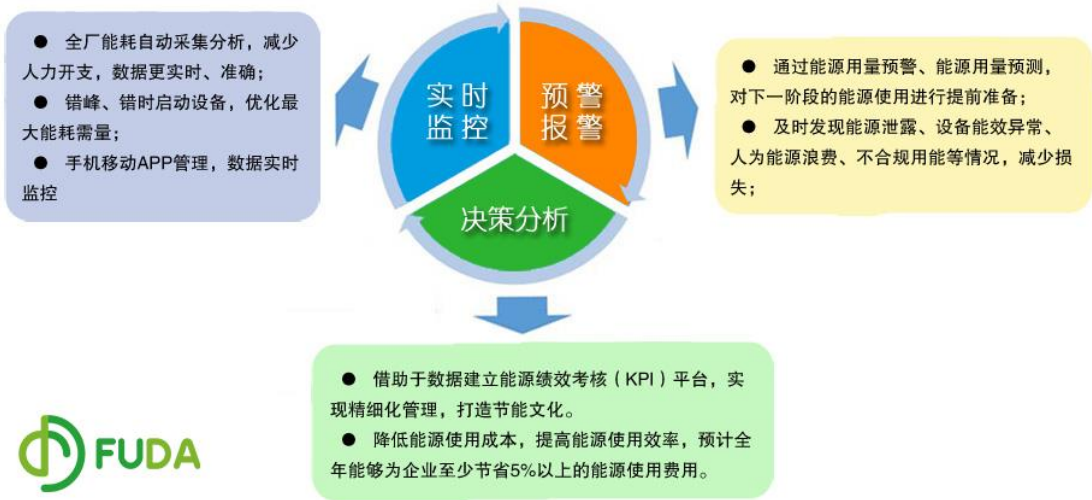 ● 全厂能耗自动采集分析，减少
人力开支，数据更实时、准确；
● 错峰、错时启动设备，优化最
大能耗需量；
● 手机移动APP管理，数据实时
监控
实时
监控
预警
报警
决策分析
● 通过能源用量预警、能源用量预测，
对下一阶段的能源使用进行提前准备；
● 及时发现能源泄露、设备能效异常、
人为能源浪费、不合规用能等情况，减少损
失；
● 借助于数据建立能源绩效考核（KPI）平台，实
现精细化管理，打造节能文化。
● 降低能源使用成本，提高能源使用效率，预计全
年能够为企业至少节省5%以上的能源使用费用。
FUDA